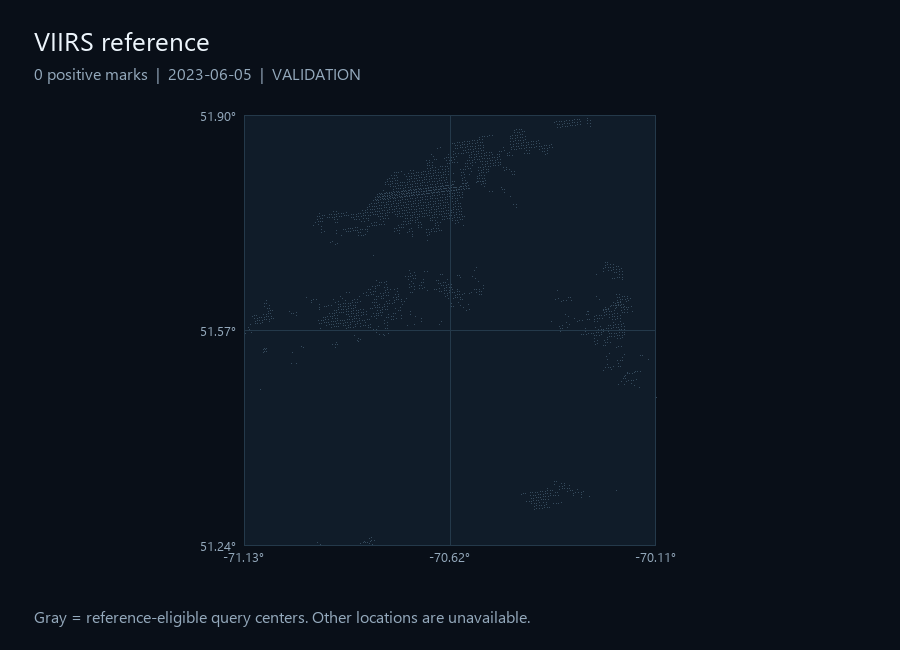 VIIRS reference
0 positive marks | 2023-06-05 | VALIDATION
51.90°
51.57°
51.24°
-71.13° -70.62° -70.11°
Gray = reference-eligible query centers. Other locations are unavailable.